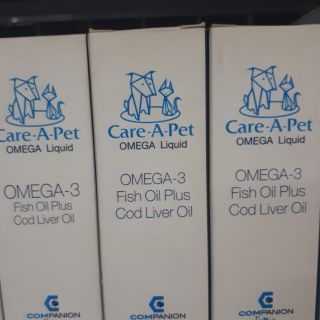 Care-A-Pet
OMEGA Liquid
OMEGA-3
Fish Oil Plus
Cod Liver Oil
COMPANION
Care-A-Pet
OMEGA Liquid
OMEGA-3
Fish Oil Plus
Cod Liver Oil
COMPANION
Care-A-Pet
OMEGA Liquid
OMEGA-3
Fish Oil Plus
Cod Liver Oil
COMPANION